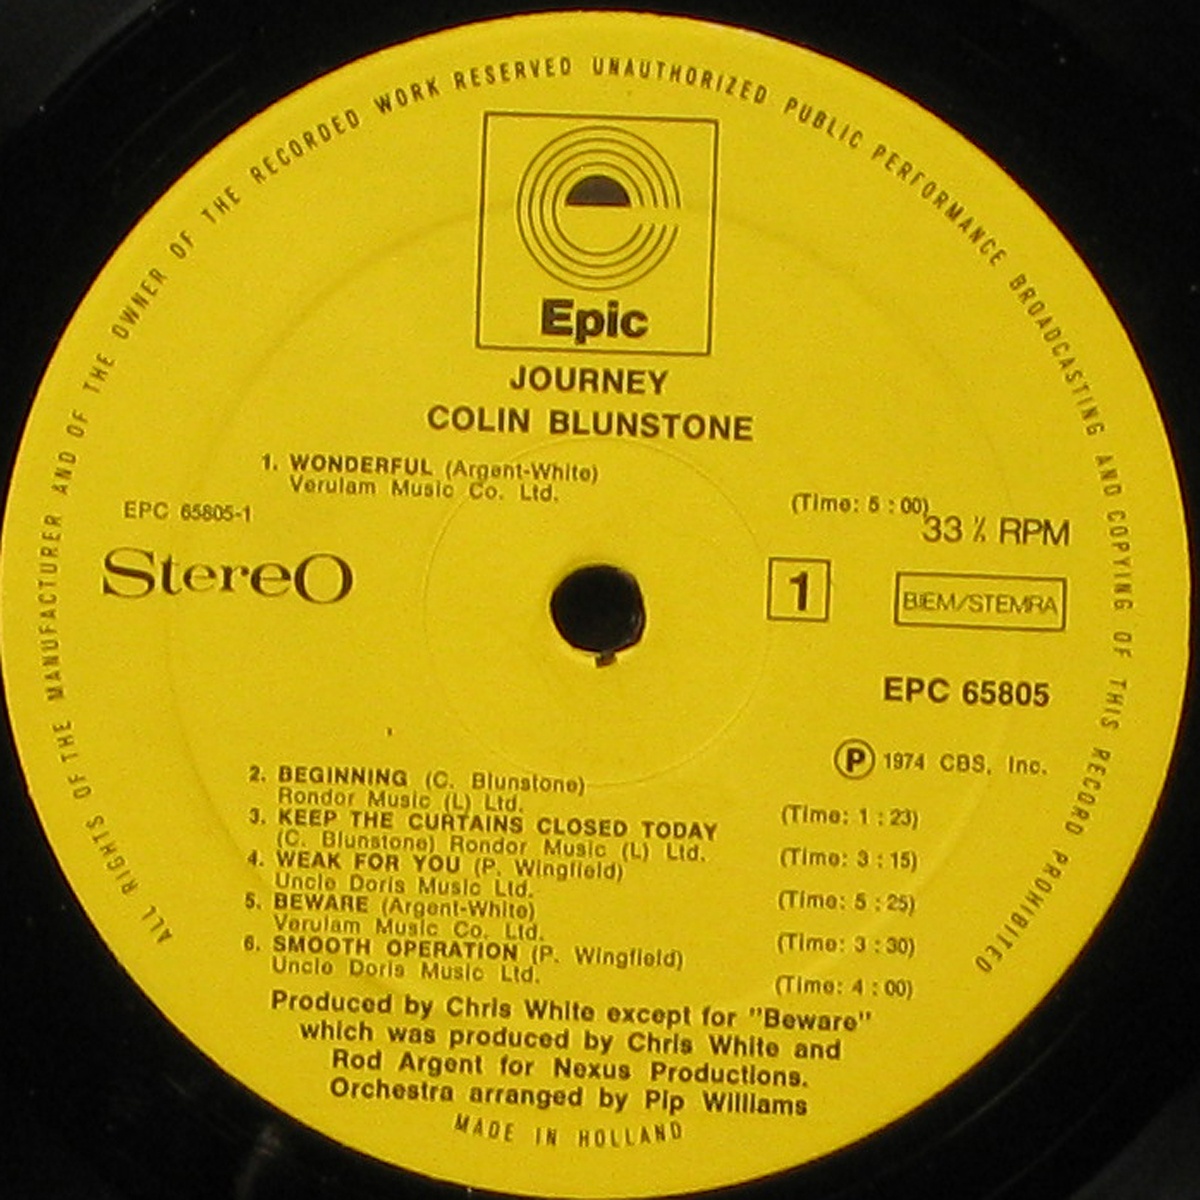 ALL RIGHTS OF THE MANUFACTURER AND OF THE OWNER OF THE RECORDED WORK RESERVED UNAUTHORIZED PUBLIC PERFORMANCE BROADCASTING AND COPYING OF THIS RECORD PROHIBITED
Epic
JOURNEY
COLIN BLUNSTONE
1. WONDERFUL (Argent-White)
Verulam Music Co. Ltd.
(Time: 5 : 00)
EPC 65805-1
33 ⅓ RPM
StereO
1
BIEM/STEMRA
EPC 65805
Ⓟ 1974 CBS, Inc.
2. BEGINNING (C. Blunstone)
Rondor Music (L) Ltd.
(Time: 1 : 23)
3. KEEP THE CURTAINS CLOSED TODAY
(C. Blunstone) Rondor Music (L) Ltd.
(Time: 3 : 15)
4. WEAK FOR YOU (P. Wingfield)
Uncle Doris Music Ltd.
(Time: 5 : 25)
5. BEWARE (Argent-White)
Verulam Music Co. Ltd.
(Time: 3 : 30)
6. SMOOTH OPERATION (P. Wingfield)
Uncle Doris Music Ltd.
(Time: 4 : 00)
Produced by Chris White except for "Beware"
which was produced by Chris White and
Rod Argent for Nexus Productions.
Orchestra arranged by Pip Williams
MADE IN HOLLAND